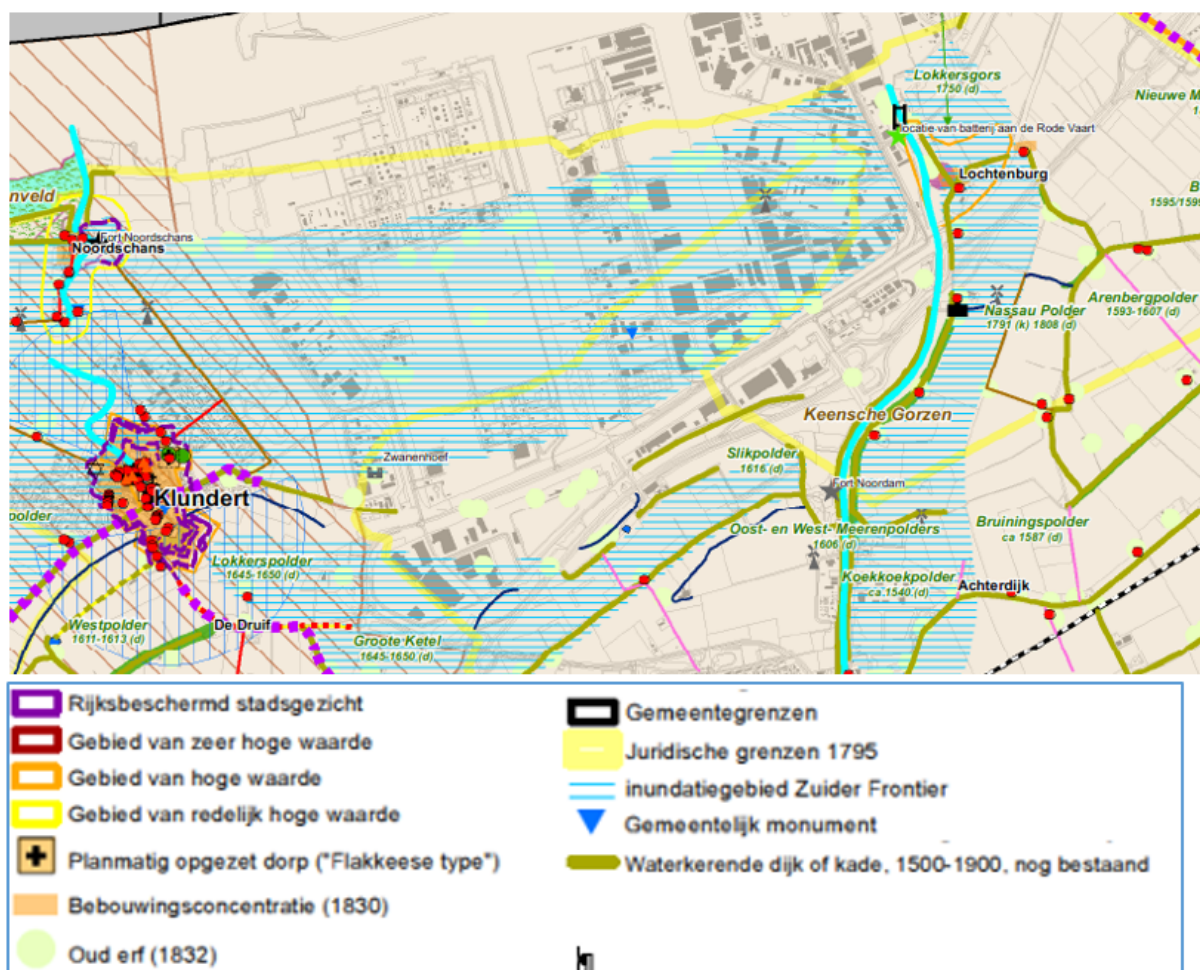 Lokkersgors
1750 (d)
Nieuwe M
locatie van batterij aan de Rode Vaart
Lochtenburg
B
1595/1599
nveld
Fort Noordschans
Noordschans
Arenbergpolder
1593-1607 (d)
Nassau Polder
1791 (k) 1808 (d)
Keensche Gorzen
Zwanenhoef
Slikpolder
1616 (d)
Fort Noordam
Klundert
polder
Oost- en West- Meerenpolders
1606 (d)
Bruiningspolder
ca 1587 (d)
Lokkerspolder
1645-1650 (d)
Koekkoekpolder
ca 1540 (d)
Achterdijk
Westpolder
1611-1613 (d)
De Druif
Groote Ketel
1645-1650 (d)
Rijksbeschermd stadsgezicht
Gebied van zeer hoge waarde
Gebied van hoge waarde
Gebied van redelijk hoge waarde
Planmatig opgezet dorp ("Flakkeese type")
Bebouwingsconcentratie (1830)
Oud erf (1832)
Gemeentegrenzen
Juridische grenzen 1795
inundatiegebied Zuider Frontier
Gemeentelijk monument
Waterkerende dijk of kade, 1500-1900, nog bestaand